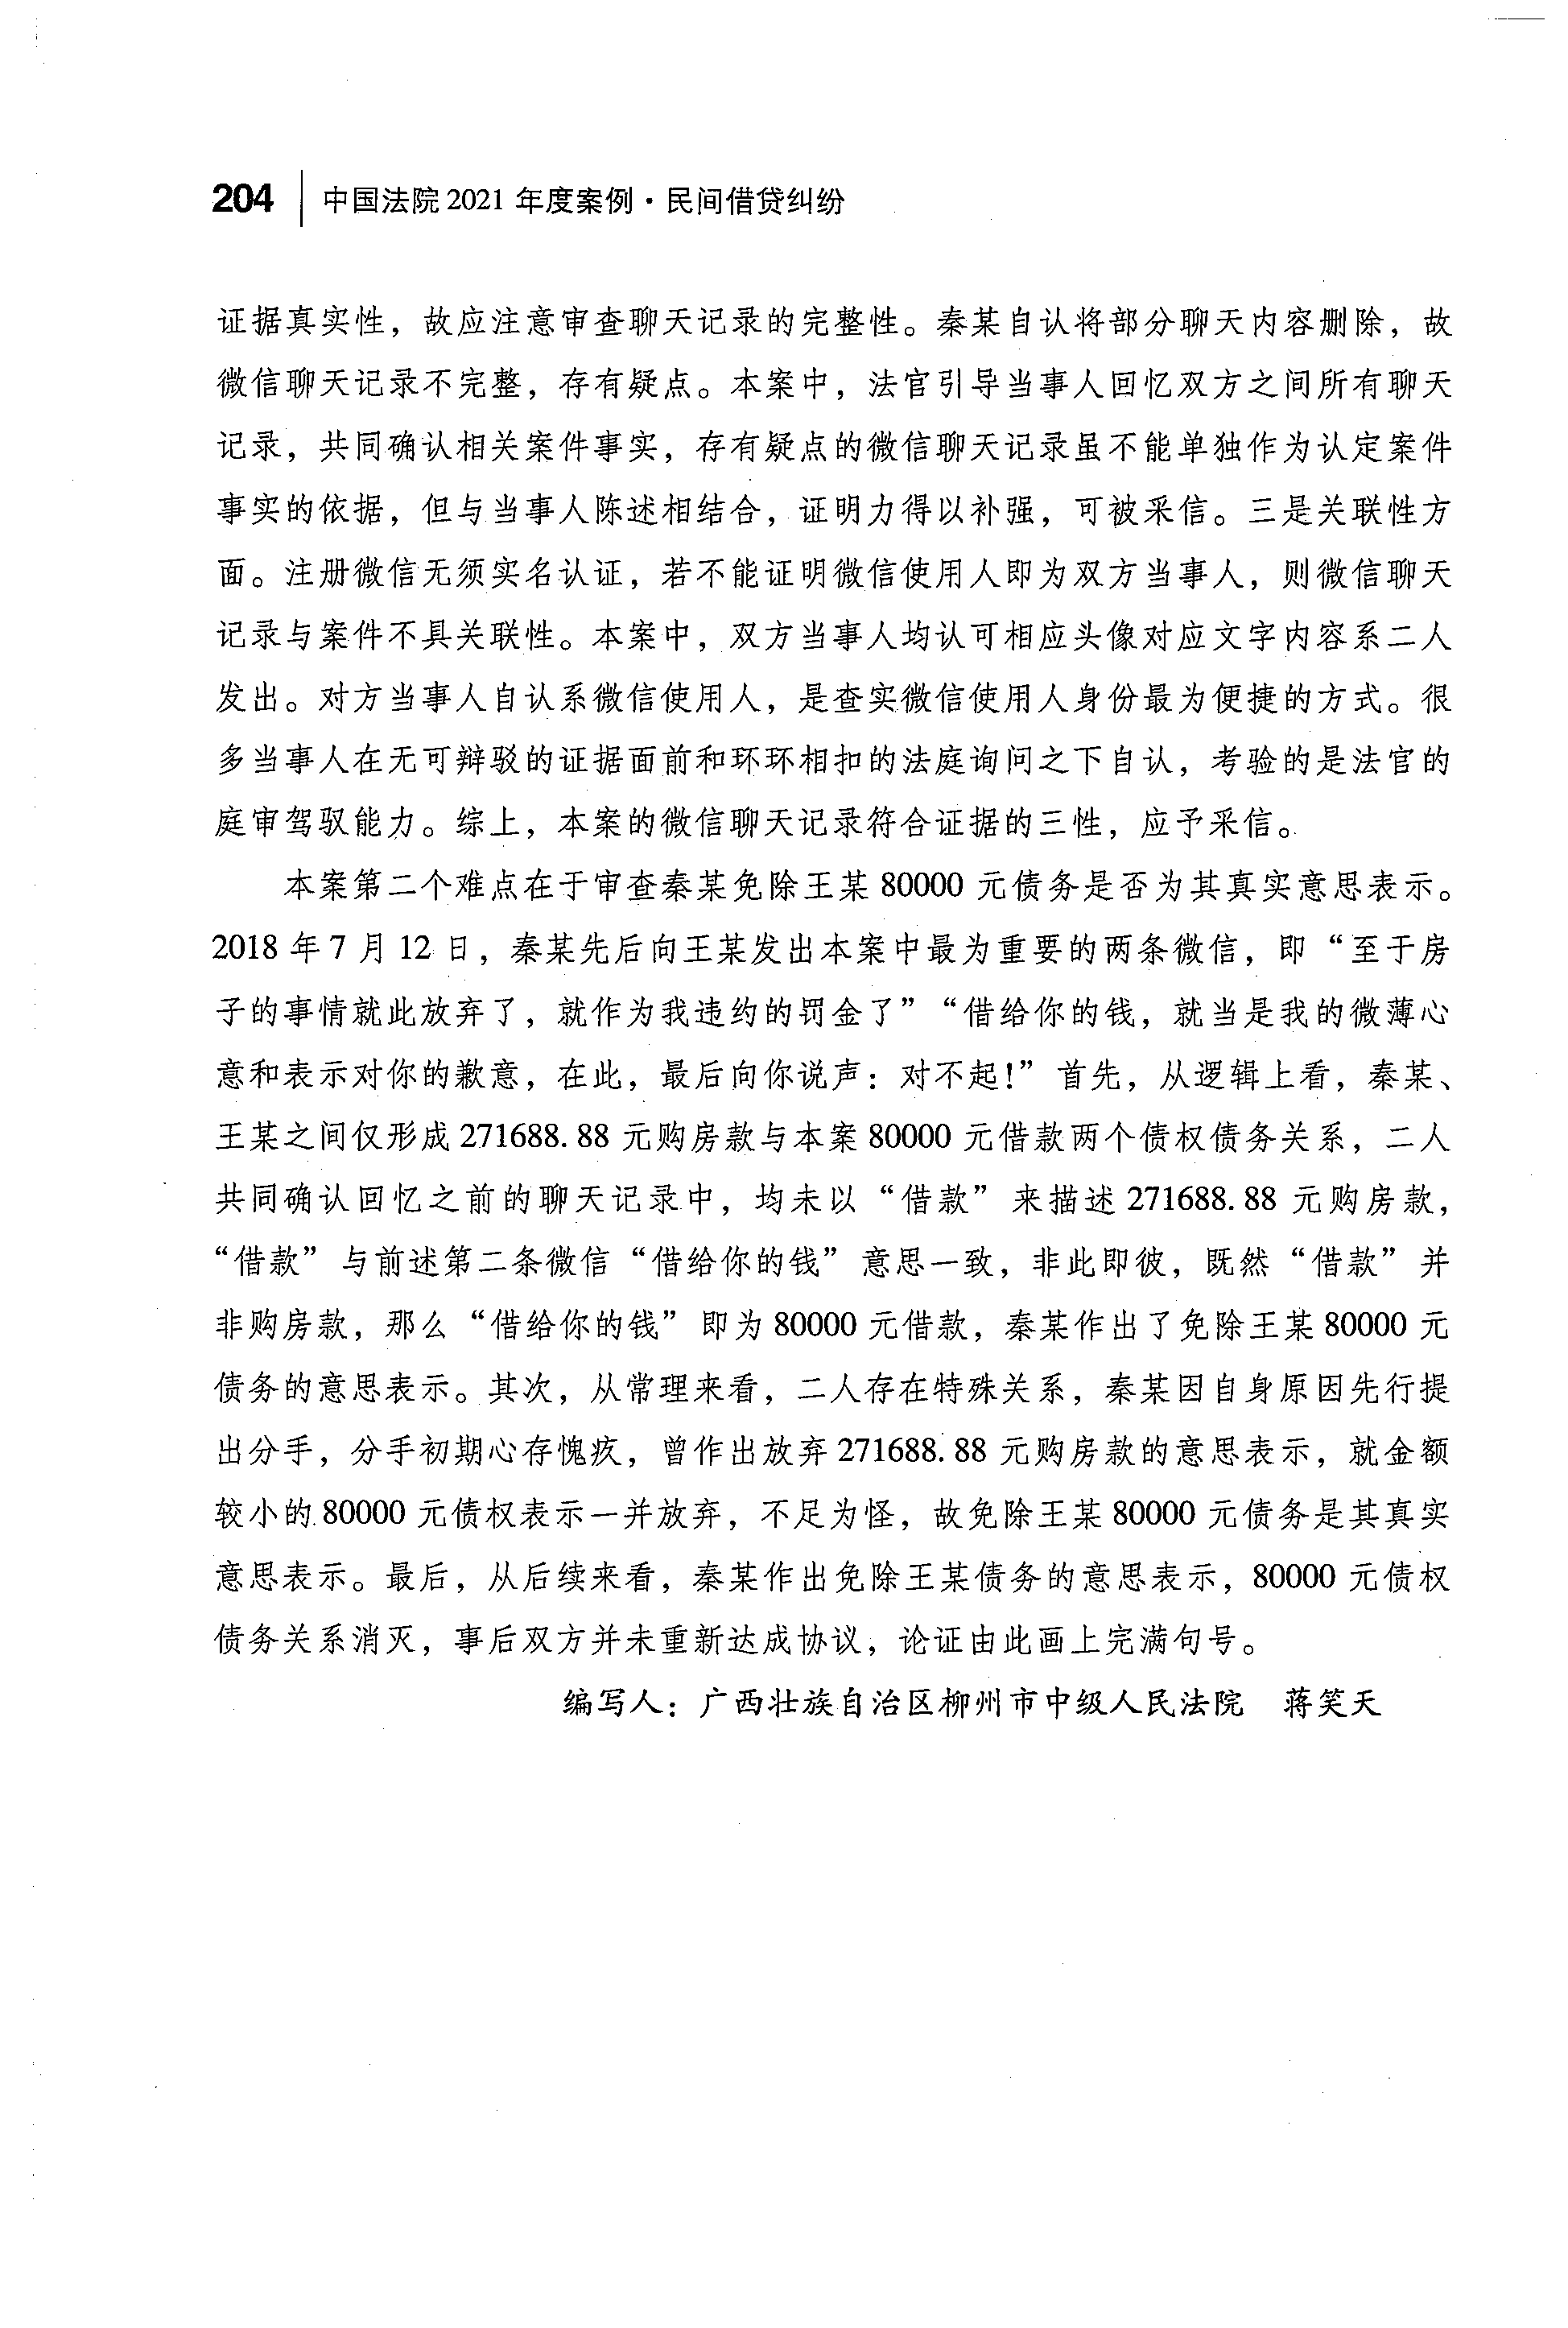 204 中国法院2021年度案例·民间借贷纠纷
证据真实性，故应注意审查聊天记录的完整性。秦某自认将部分聊天内容删除，故
微信聊天记录不完整，存有疑点。本案中，法官引导当事人回忆双方之间所有聊天
记录，共同确认相关案件事实，存有疑点的微信聊天记录虽不能单独作为认定案件
事实的依据，但与当事人陈述相结合，证明力得以补强，可被采信。三是关联性方
面。注册微信无须实名认证，若不能证明微信使用人即为双方当事人，则微信聊天
记录与案件不具关联性。本案中，双方当事人均认可相应头像对应文字内容系二人
发出。对方当事人自认系微信使用人，是查实微信使用人身份最为便捷的方式。很
多当事人在无可辩驳的证据面前和环环相扣的法庭询问之下自认，考验的是法官的
庭审驾驭能力。综上，本案的微信聊天记录符合证据的三性，应予采信。
本案第二个难点在于审查秦某免除王某80000元债务是否为其真实意思表示。
2018年7月12日，秦某先后向王某发出本案中最为重要的两条微信，即“至于房
子的事情就此放弃了，就作为我违约的罚金了”“借给你的钱，就当是我的微薄心
意和表示对你的歉意，在此，最后向你说声：对不起！”首先，从逻辑上看，秦某、
王某之间仅形成271688.88元购房款与本案80000元借款两个债权债务关系，二人
共同确认回忆之前的聊天记录中，均未以“借款”来描述271688.88元购房款，
“借款”与前述第二条微信“借给你的钱”意思一致，非此即彼，既然“借款”并
非购房款，那么“借给你的钱”即为80000元借款，秦某作出了免除王某80000元
债务的意思表示。其次，从常理来看，二人存在特殊关系，秦某因自身原因先行提
出分手，分手初期心存愧疚，曾作出放弃271688.88元购房款的意思表示，就金额
较小的80000元债权表示一并放弃，不足为怪，故免除王某80000元债务是其真实
意思表示。最后，从后续来看，秦某作出免除王某债务的意思表示，80000元债权
债务关系消灭，事后双方并未重新达成协议，论证由此画上完满句号。
编写人：广西壮族自治区柳州市中级人民法院 蒋笑天